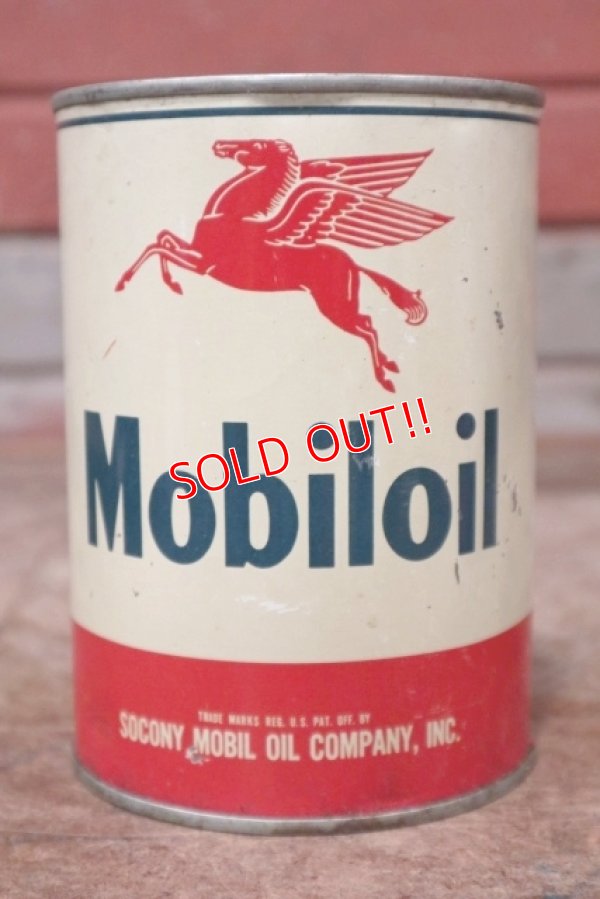 Mobiloil
SOLD OUT!!
TRADE MARKS REG. U.S. PAT. OFF. BY
SOCONY MOBIL OIL COMPANY, INC.